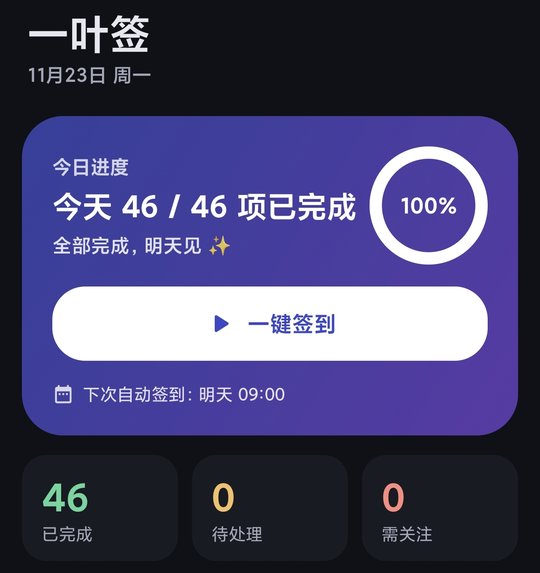 一叶签
11月23日 周一
今日进度
今天 46 / 46 项已完成
100%
全部完成，明天见 ✨
一键签到
下次自动签到：明天 09:00
46
已完成
0
待处理
0
需关注